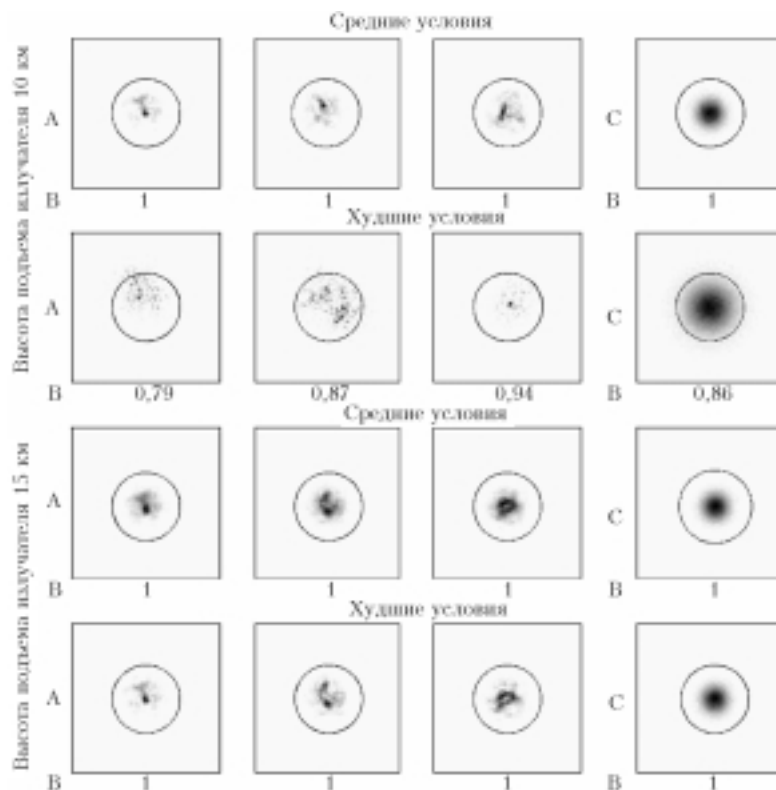 Средние условия
Высота подъема излучателя 10 км
A
C
B 1 1 1 B 1
Худшие условия
A
C
B 0,79 0,87 0,94 B 0,86
Средние условия
Высота подъема излучателя 15 км
A
C
B 1 1 1 B 1
Худшие условия
A
C
B 1 1 1 B 1